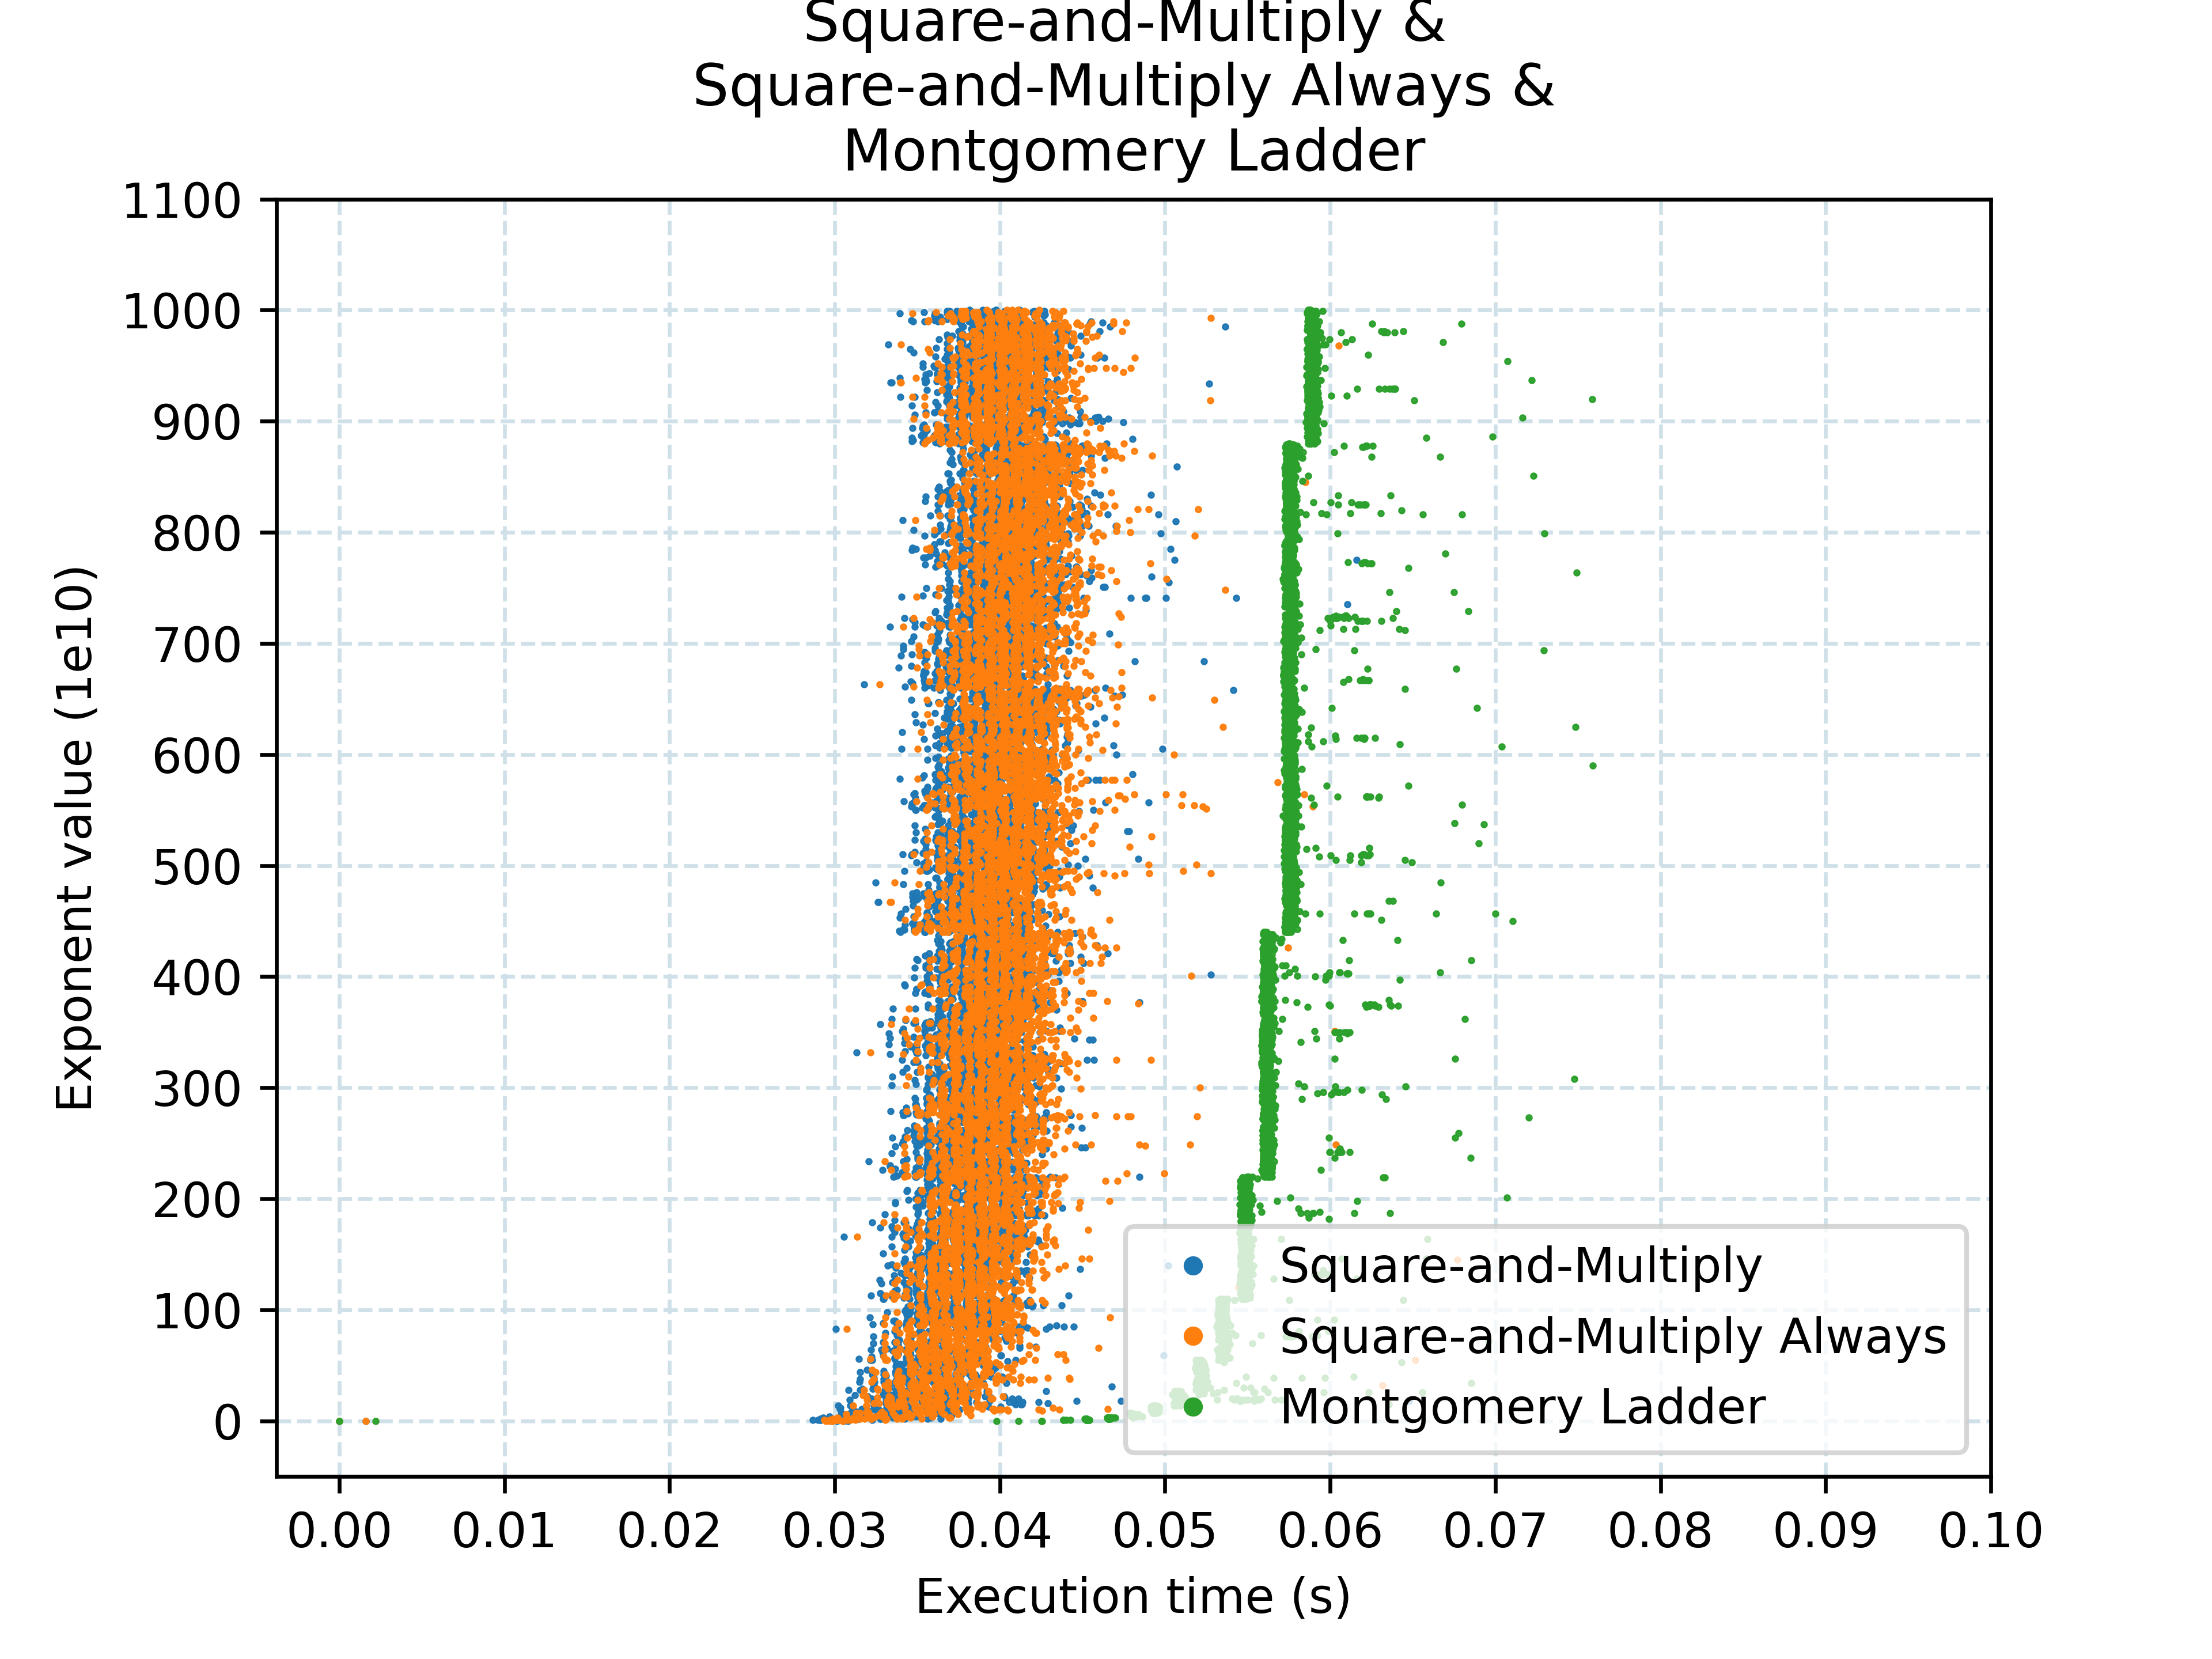 Square-and-Multiply &
Square-and-Multiply Always &
Montgomery Ladder
1100
1000
900
800
700
600
500
400
300
200
100
0
Exponent value (1e10)
Square-and-Multiply
Square-and-Multiply Always
Montgomery Ladder
0.00 0.01 0.02 0.03 0.04 0.05 0.06 0.07 0.08 0.09 0.10
Execution time (s)